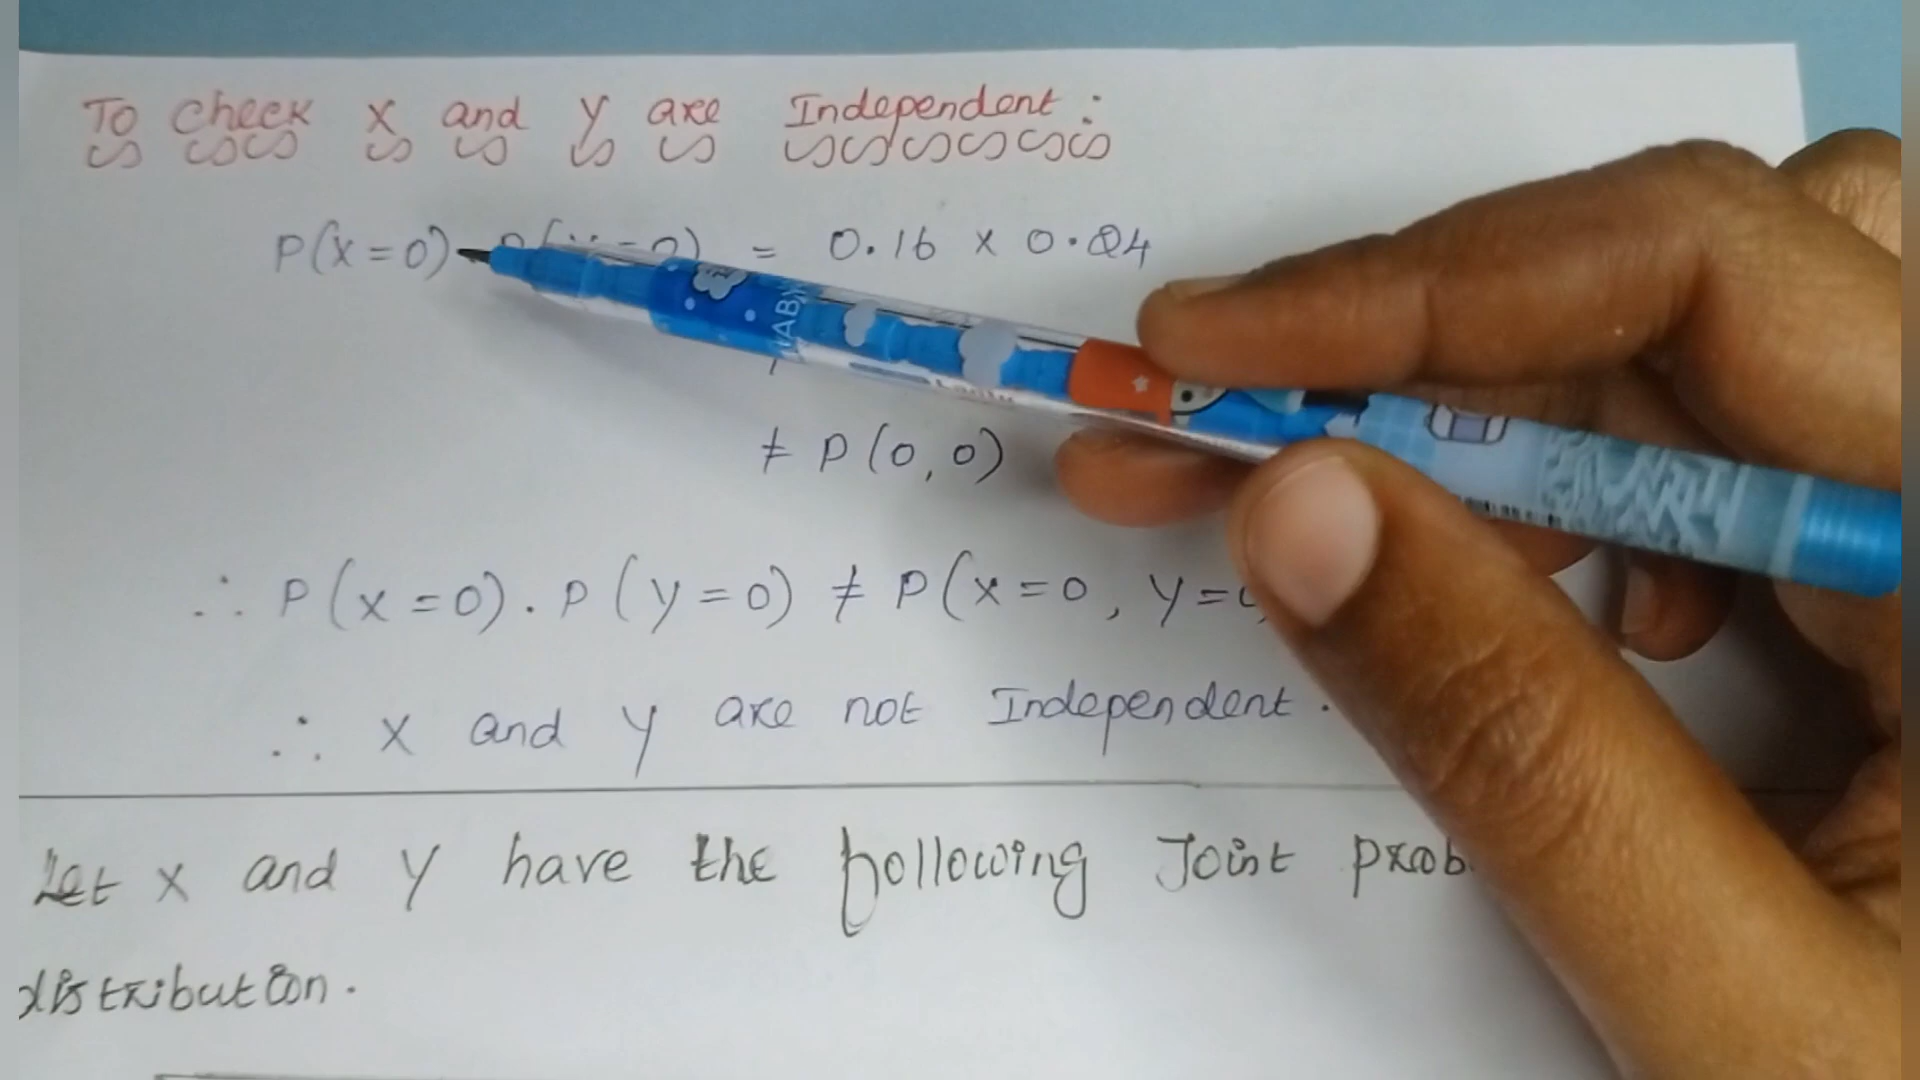 To check X and Y are Independent:
P(X=0) = 0.16 x 0.24
≠ P(0,0)
∴ P(X=0). P(Y=0) ≠ P(X=0, Y=
∴ X and Y are not Independent.
Let X and Y have the following Joint prob.
distribution.